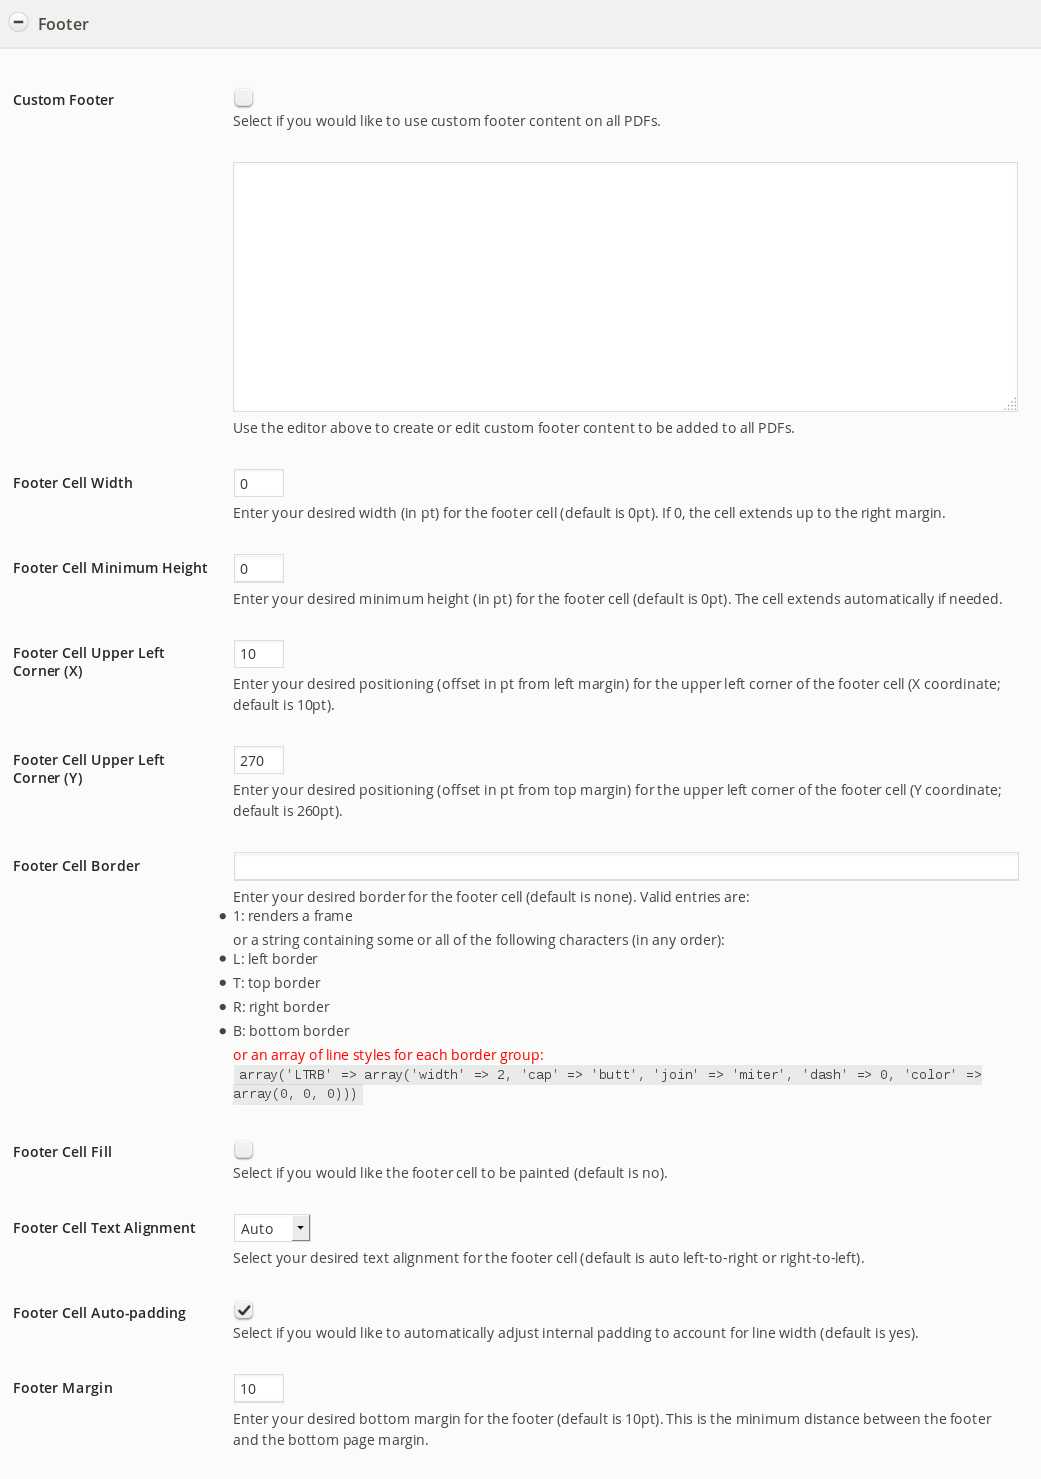 Footer
Custom Footer
Select if you would like to use custom footer content on all PDFs.
Use the editor above to create or edit custom footer content to be added to all PDFs.
Footer Cell Width
0
Enter your desired width (in pt) for the footer cell (default is 0pt). If 0, the cell extends up to the right margin.
Footer Cell Minimum Height
0
Enter your desired minimum height (in pt) for the footer cell (default is 0pt). The cell extends automatically if needed.
Footer Cell Upper Left
Corner (X)
10
Enter your desired positioning (offset in pt from left margin) for the upper left corner of the footer cell (X coordinate;
default is 10pt).
Footer Cell Upper Left
Corner (Y)
270
Enter your desired positioning (offset in pt from top margin) for the upper left corner of the footer cell (Y coordinate;
default is 260pt).
Footer Cell Border
Enter your desired border for the footer cell (default is none). Valid entries are:
● 1: renders a frame
or a string containing some or all of the following characters (in any order):
● L: left border
● T: top border
● R: right border
● B: bottom border
or an array of line styles for each border group:
array('LTRB' => array('width' => 2, 'cap' => 'butt', 'join' => 'miter', 'dash' => 0, 'color' =>
array(0, 0, 0)))
Footer Cell Fill
Select if you would like the footer cell to be painted (default is no).
Footer Cell Text Alignment
Auto
Select your desired text alignment for the footer cell (default is auto left-to-right or right-to-left).
Footer Cell Auto-padding
Select if you would like to automatically adjust internal padding to account for line width (default is yes).
Footer Margin
10
Enter your desired bottom margin for the footer (default is 10pt). This is the minimum distance between the footer
and the bottom page margin.